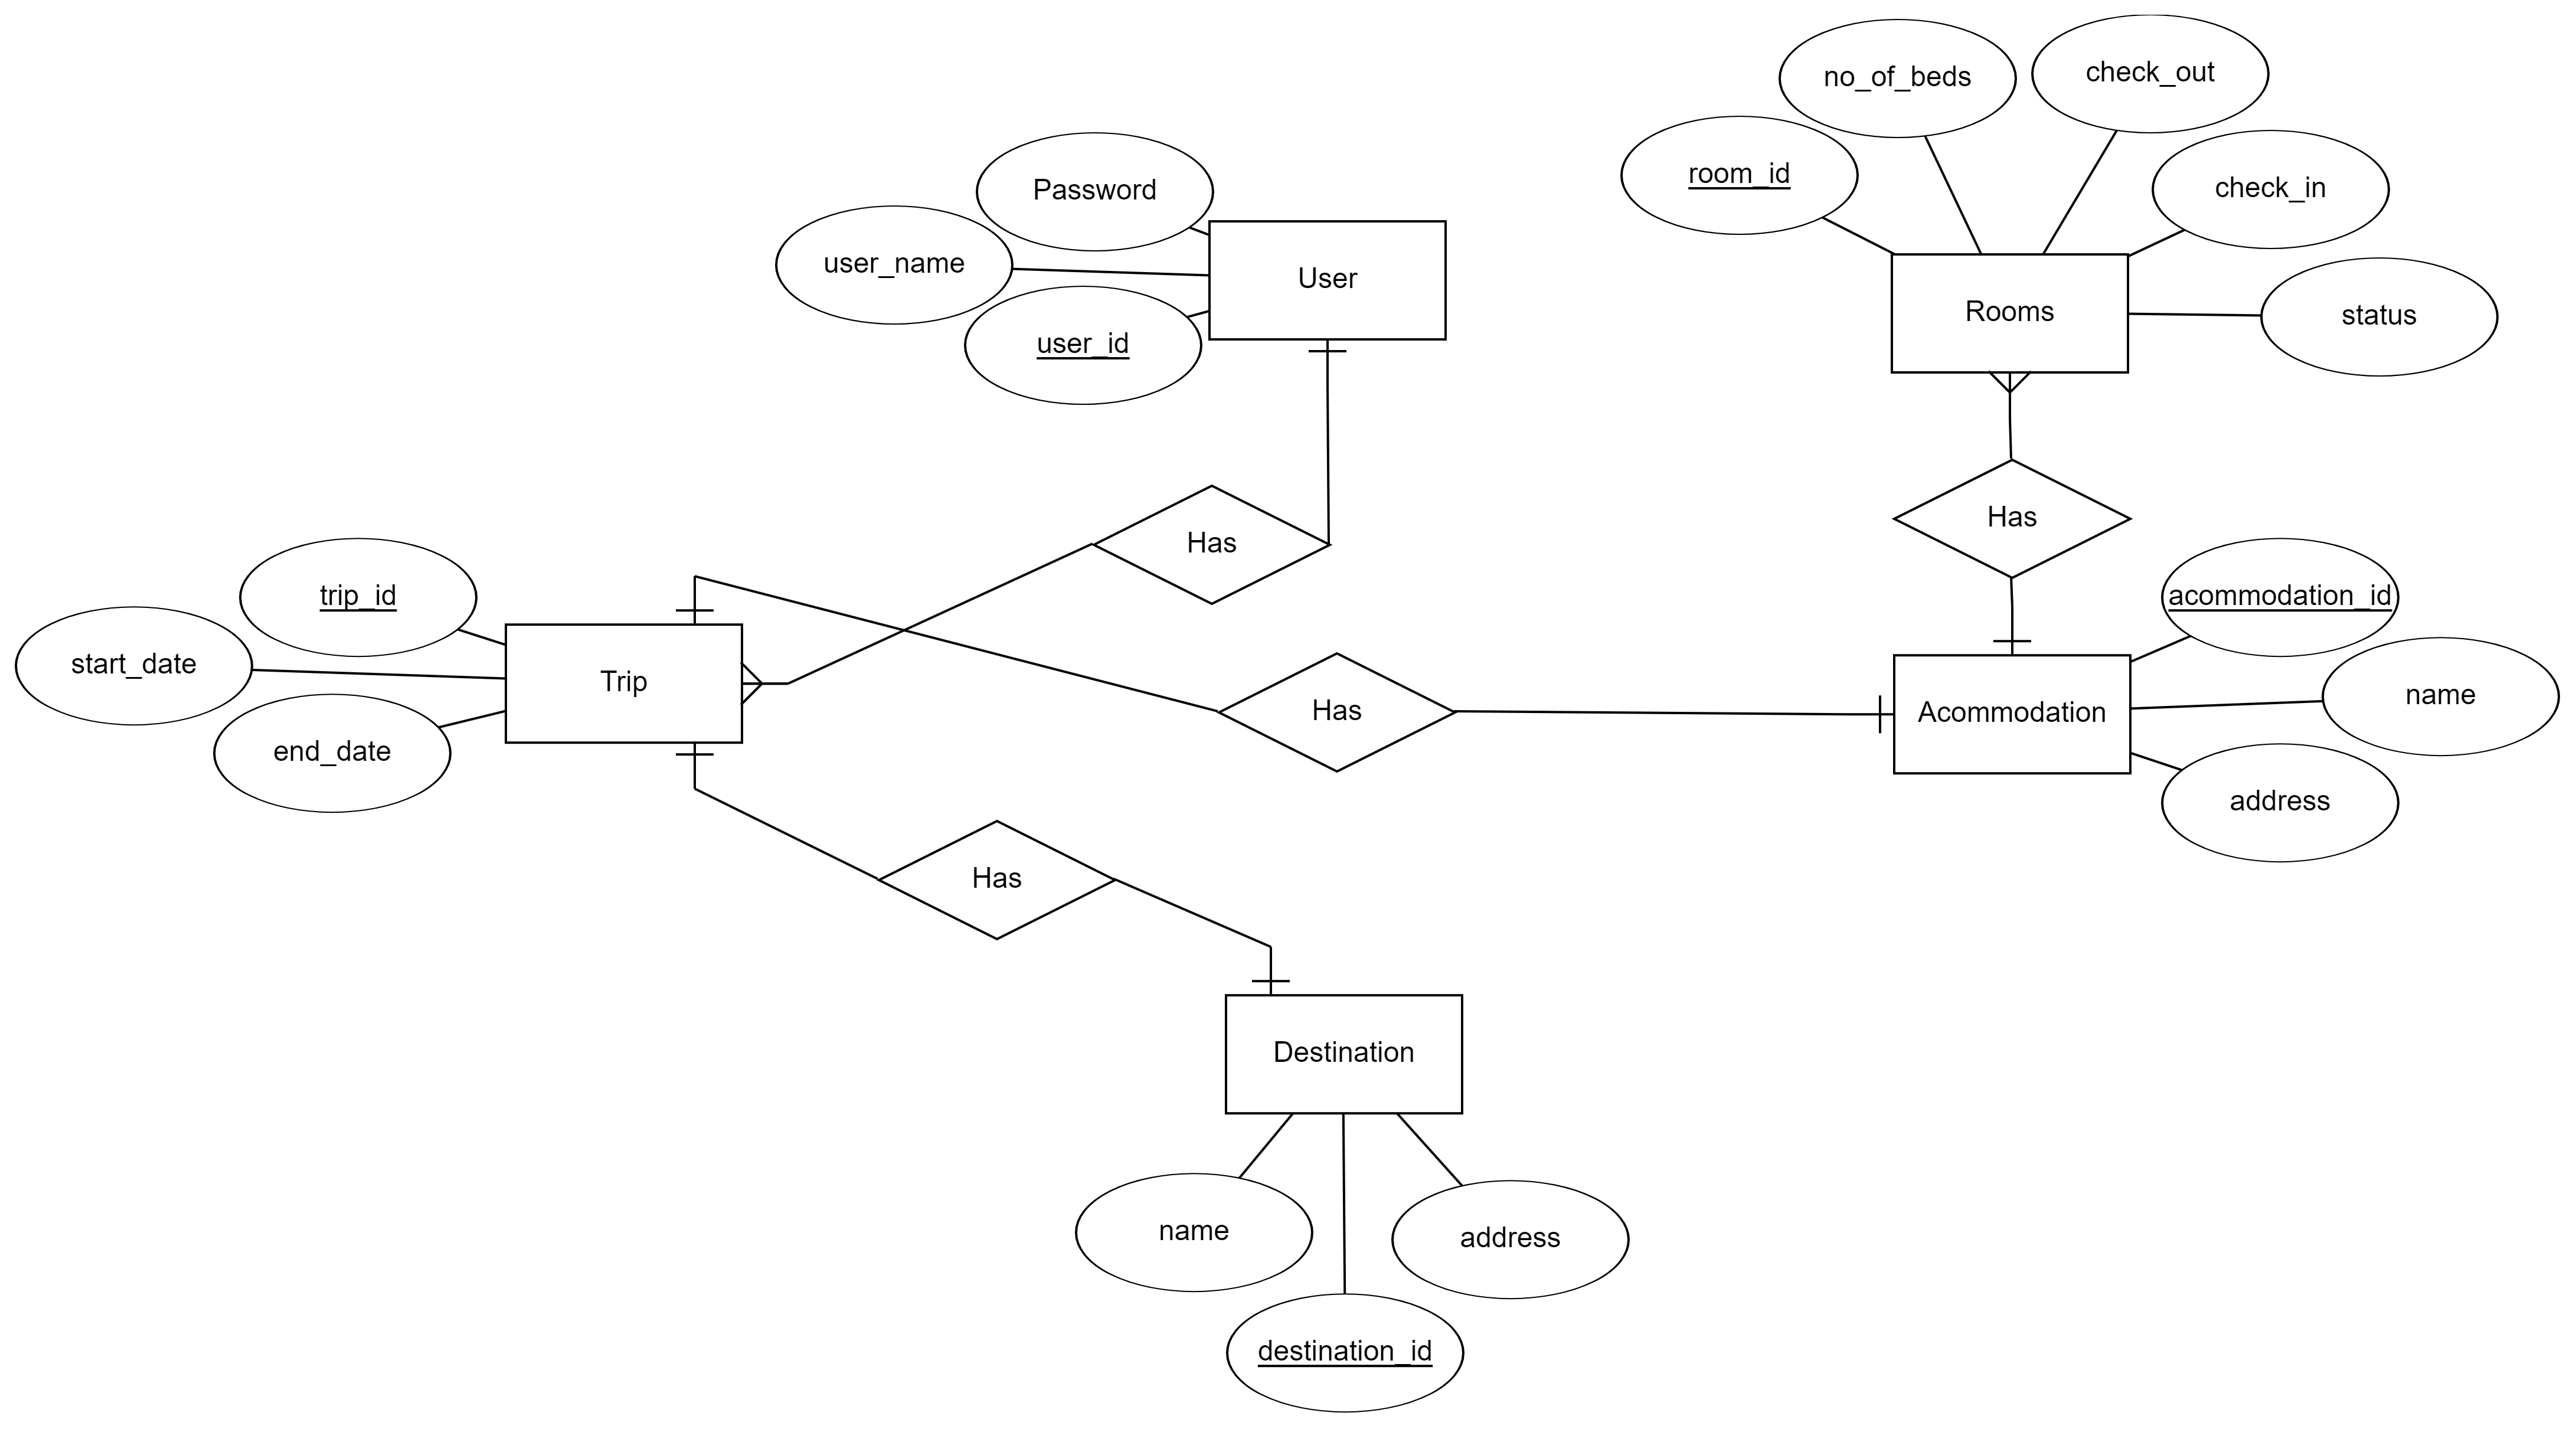 no_of_beds
check_out
room_id
check_in
Password
user_name
User
user_id
Rooms
status
Has
Has
trip_id
start_date
Trip
end_date
Has
acommodation_id
Acommodation
name
address
Has
Destination
name
address
destination_id